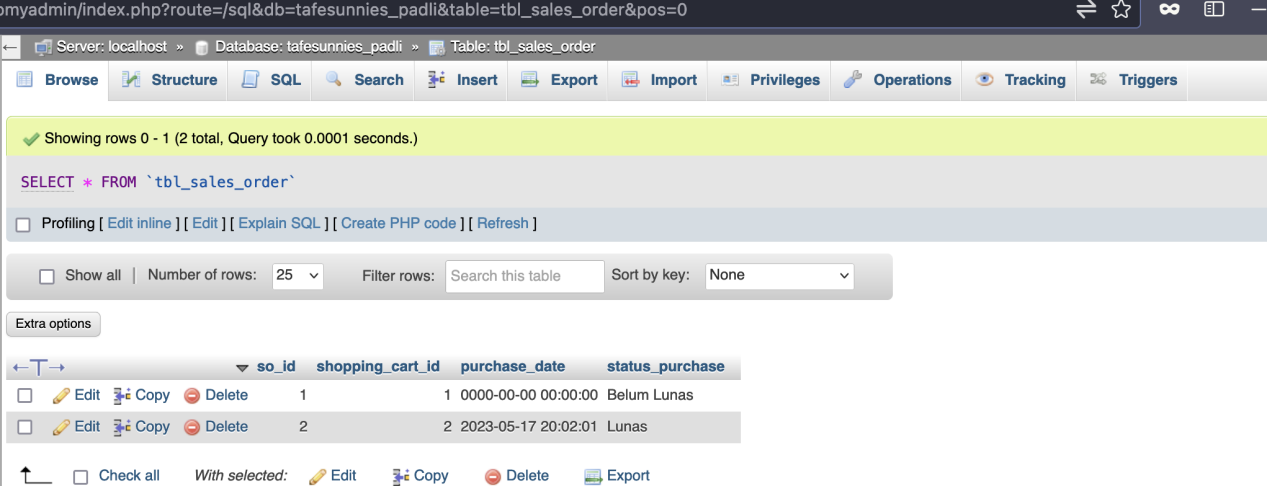 omyadmin/index.php?route=/sql&db=tafesunnies_padli&table=tbl_sales_order&pos=0
Server: localhost » Database: tafesunnies_padli » Table: tbl_sales_order
Browse Structure SQL Search Insert Export Import Privileges Operations Tracking Triggers
Showing rows 0 - 1 (2 total, Query took 0.0001 seconds.)
SELECT * FROM `tbl_sales_order`
Profiling [ Edit inline ] [ Edit ] [ Explain SQL ] [ Create PHP code ] [ Refresh ]
Show all | Number of rows: 25 Filter rows: Search this table Sort by key: None
Extra options
←T→ so_id shopping_cart_id purchase_date status_purchase
Edit Copy Delete 1 1 0000-00-00 00:00:00 Belum Lunas
Edit Copy Delete 2 2 2023-05-17 20:02:01 Lunas
Check all With selected: Edit Copy Delete Export